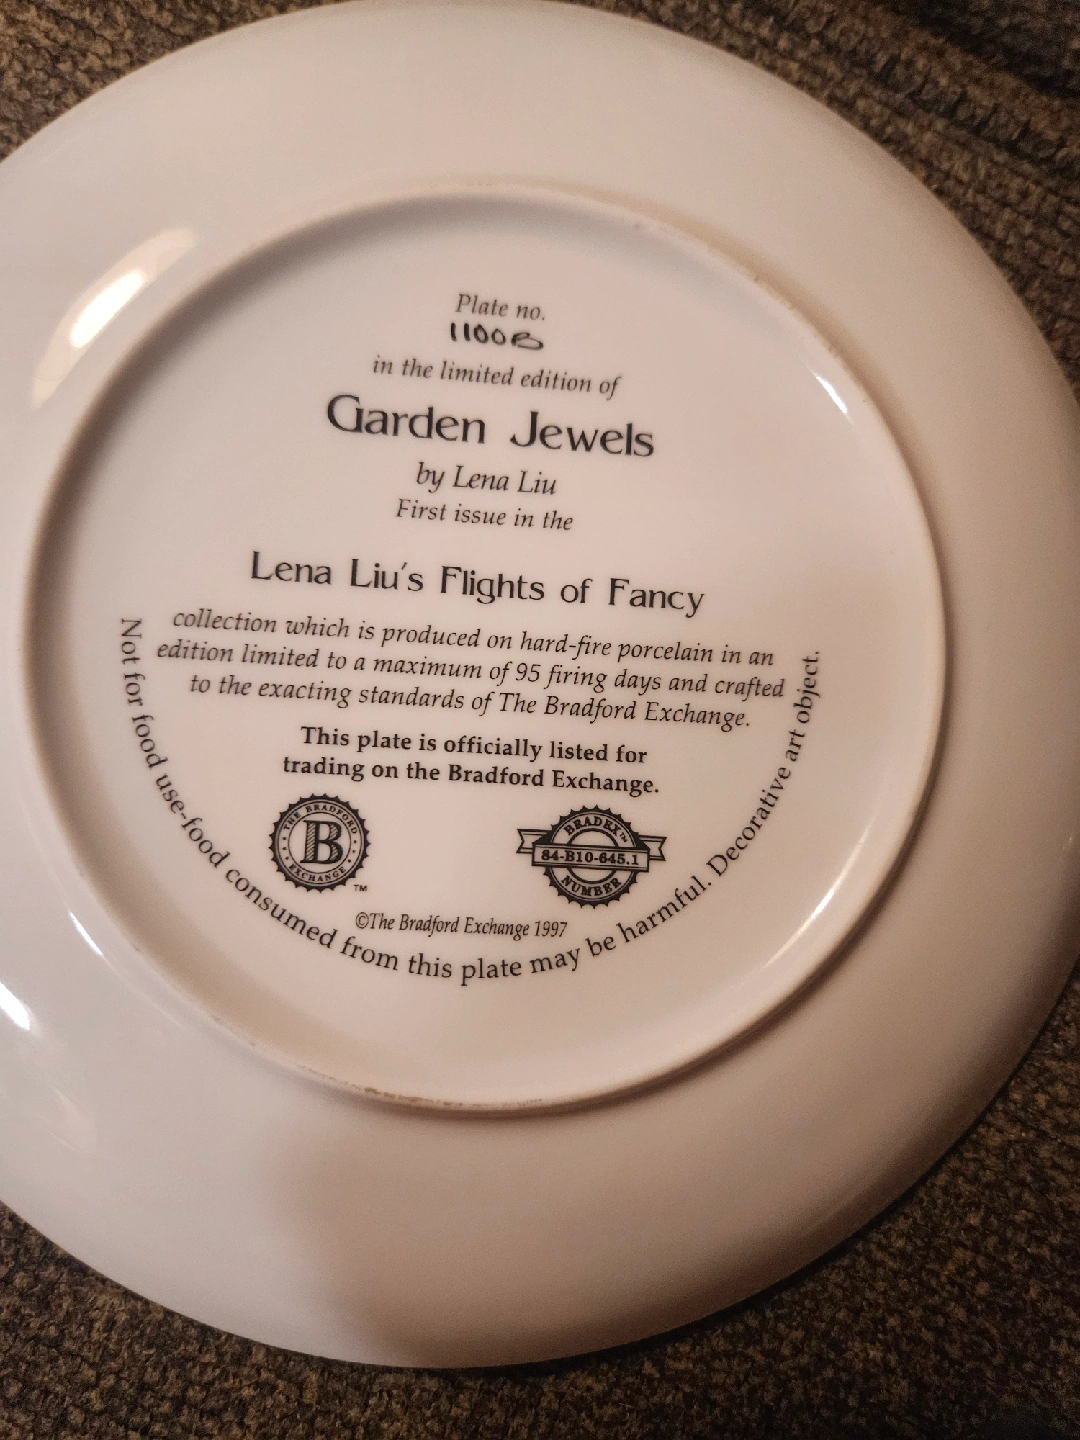 Plate no.
1100B
in the limited edition of
Garden Jewels
by Lena Liu
First issue in the
Lena Liu's Flights of Fancy
collection which is produced on hard-fire porcelain in an
edition limited to a maximum of 95 firing days and crafted
to the exacting standards of The Bradford Exchange.
This plate is officially listed for
trading on the Bradford Exchange.
THE BRADFORD
B
EXCHANGE
TM
BRADEX™
84-B10-645.1
NUMBER
©The Bradford Exchange 1997
Not for food use-food consumed from this plate may be harmful. Decorative art object.